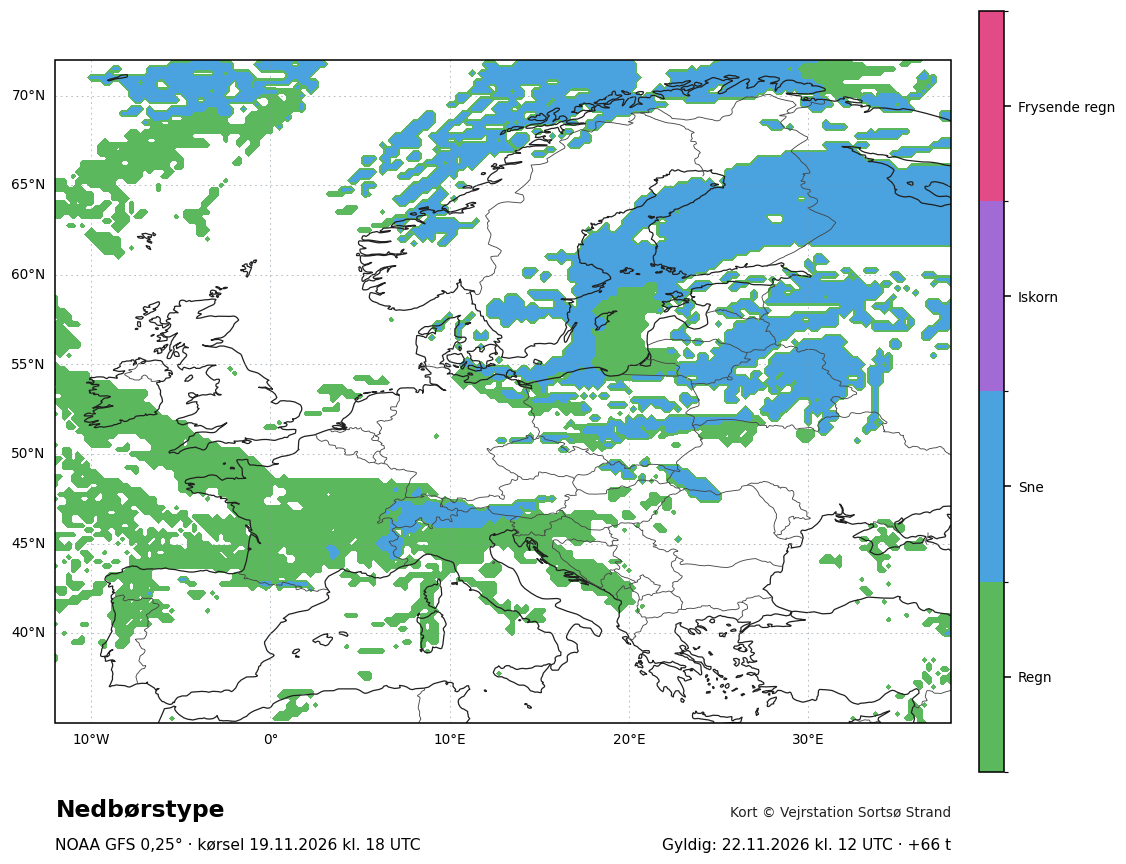 70°N
65°N
60°N
55°N
50°N
45°N
40°N
10°W
0°
10°E
20°E
30°E
Frysende regn
Iskorn
Sne
Regn
Nedbørstype
Kort © Vejrstation Sortsø Strand
NOAA GFS 0,25° · kørsel 19.11.2026 kl. 18 UTC
Gyldig: 22.11.2026 kl. 12 UTC · +66 t